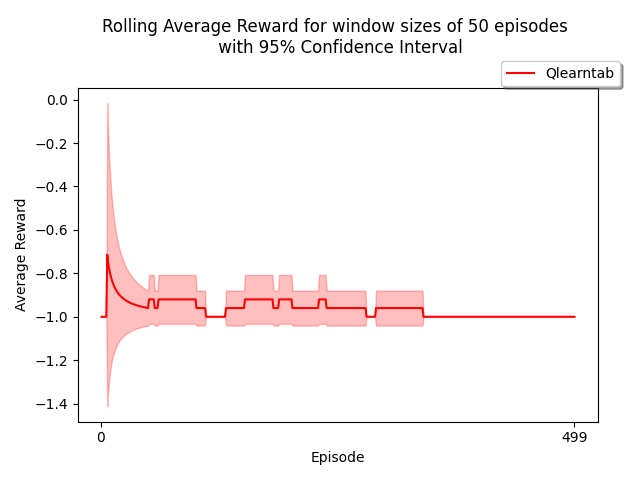 Rolling Average Reward for window sizes of 50 episodes
with 95% Confidence Interval
Qlearntab
0.0
−0.2
−0.4
−0.6
−0.8
−1.0
−1.2
−1.4
Average Reward
0
499
Episode